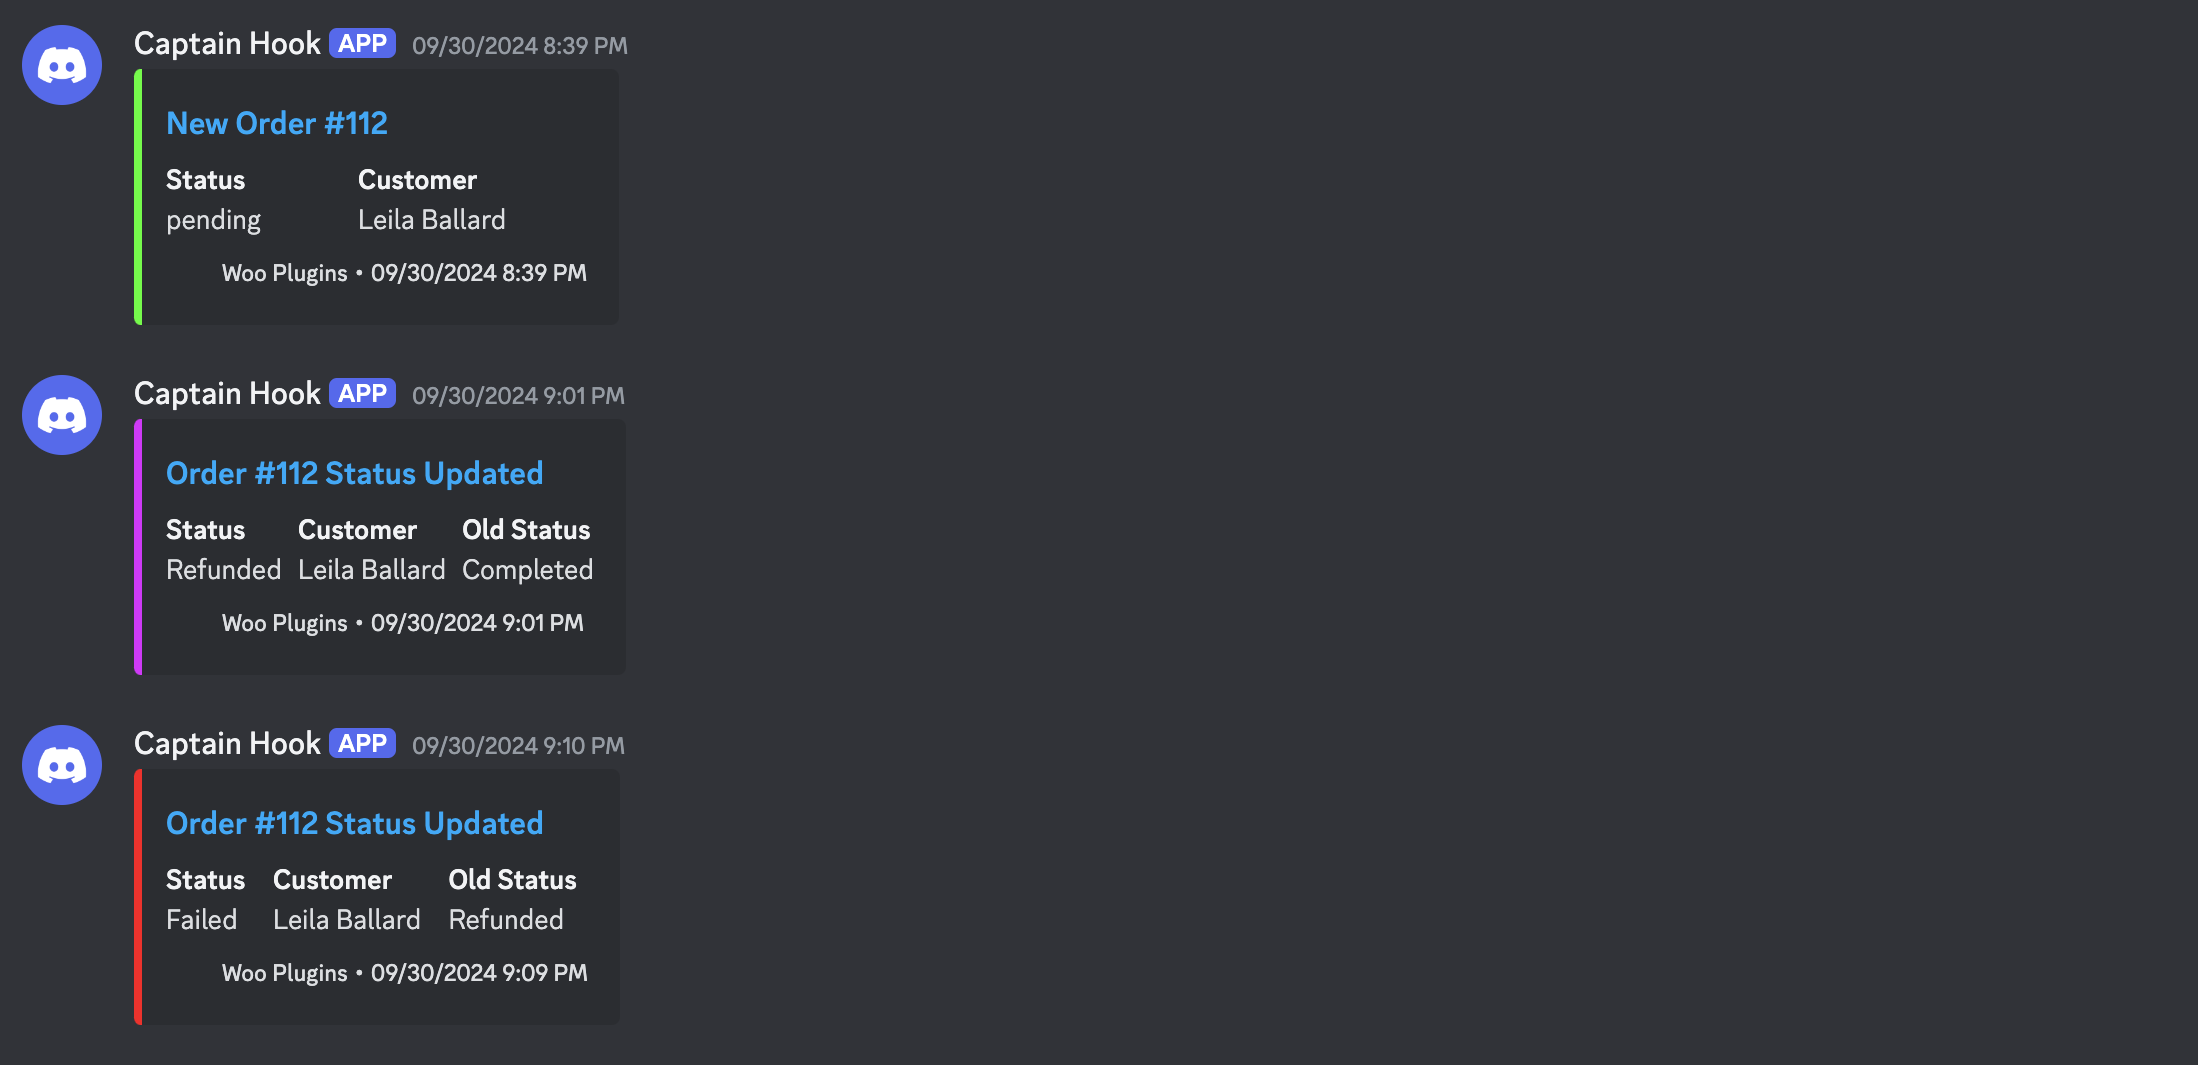 Captain Hook APP 09/30/2024 8:39 PM
New Order #112
Status Customer
pending Leila Ballard
Woo Plugins • 09/30/2024 8:39 PM
Captain Hook APP 09/30/2024 9:01 PM
Order #112 Status Updated
Status Customer Old Status
Refunded Leila Ballard Completed
Woo Plugins • 09/30/2024 9:01 PM
Captain Hook APP 09/30/2024 9:10 PM
Order #112 Status Updated
Status Customer Old Status
Failed Leila Ballard Refunded
Woo Plugins • 09/30/2024 9:09 PM